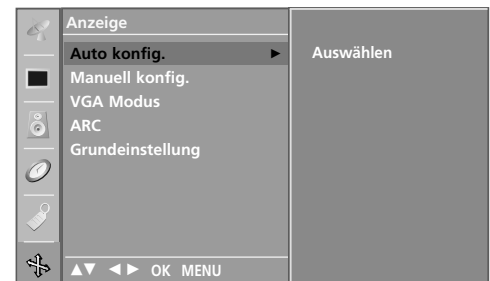 Anzeige
Auto konfig. ► Auswählen
Manuell konfig.
VGA Modus
ARC
Grundeinstellung
▲▼ ◄► OK MENU